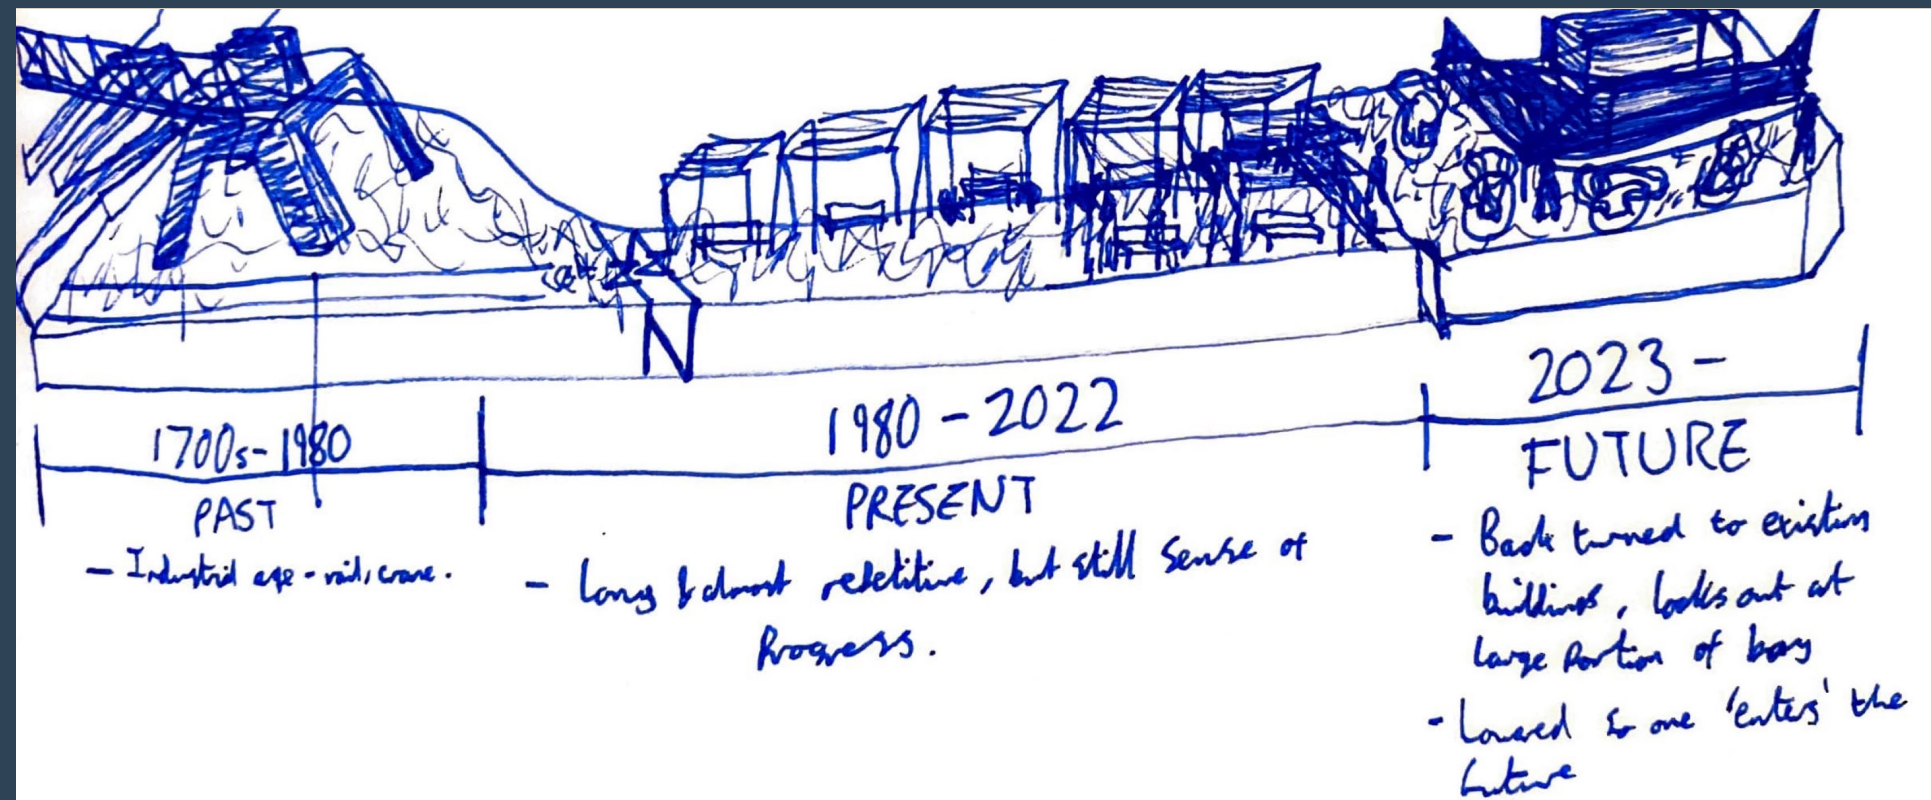 N
1700s-1980
PAST
- Industrial age - rail, crane.
1980-2022
PRESENT
- Long & almost repetitive, but still sense of
Progress.
2023 -
FUTURE
- Back turned to existing
buildings, looks out at
large portion of bay
- Lowered so one 'enters' the
future